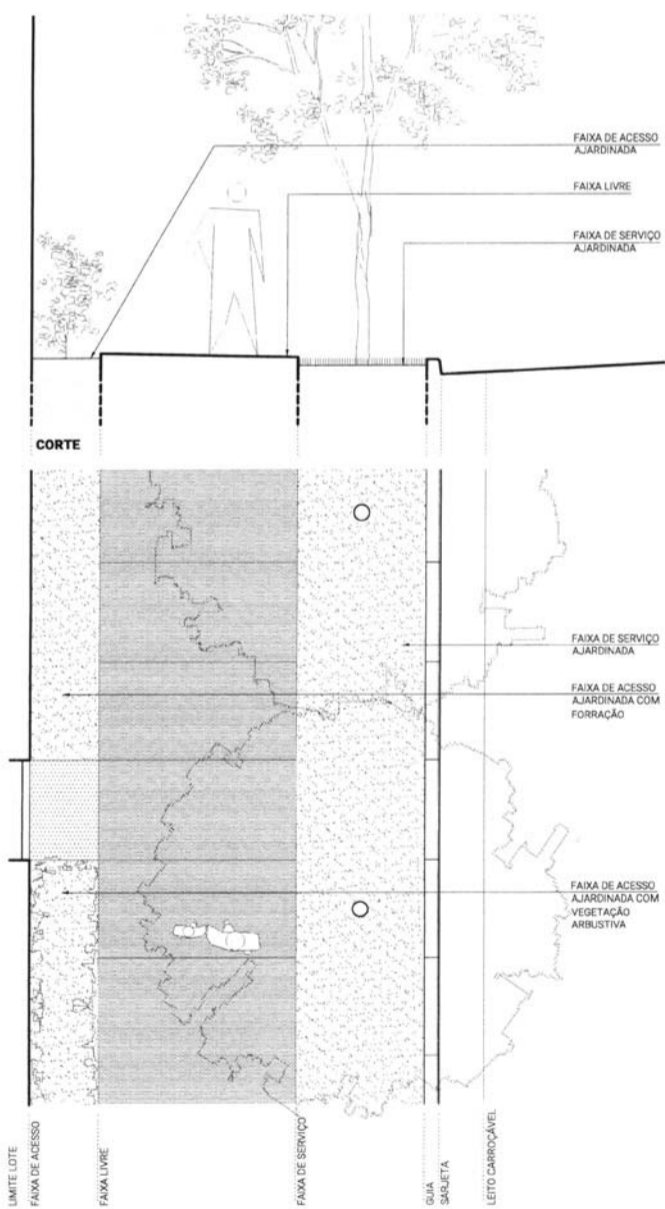 FAIXA DE ACESSO
AJARDINADA
FAIXA LIVRE
FAIXA DE SERVIÇO
AJARDINADA
CORTE
FAIXA DE SERVIÇO
AJARDINADA
FAIXA DE ACESSO
AJARDINADA COM
FORRAÇÃO
FAIXA DE ACESSO
AJARDINADA COM
VEGETAÇÃO
ARBUSTIVA
LIMITE LOTE
FAIXA DE ACESSO
FAIXA LIVRE
FAIXA DE SERVIÇO
GUIA
SARJETA
LEITO CARROÇÁVEL